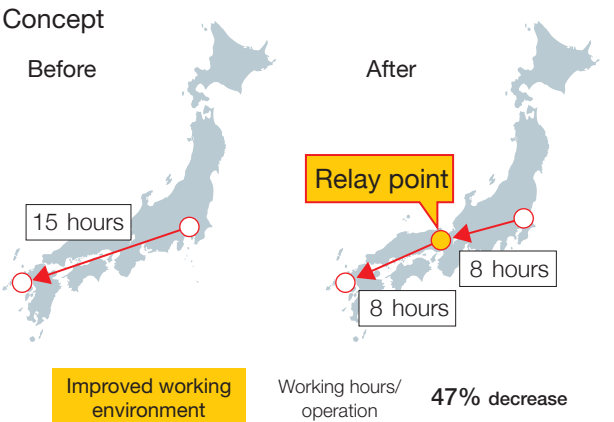 Concept
Before
After
Relay point
15 hours
8 hours
8 hours
Improved working
environment
Working hours/
operation
47% decrease